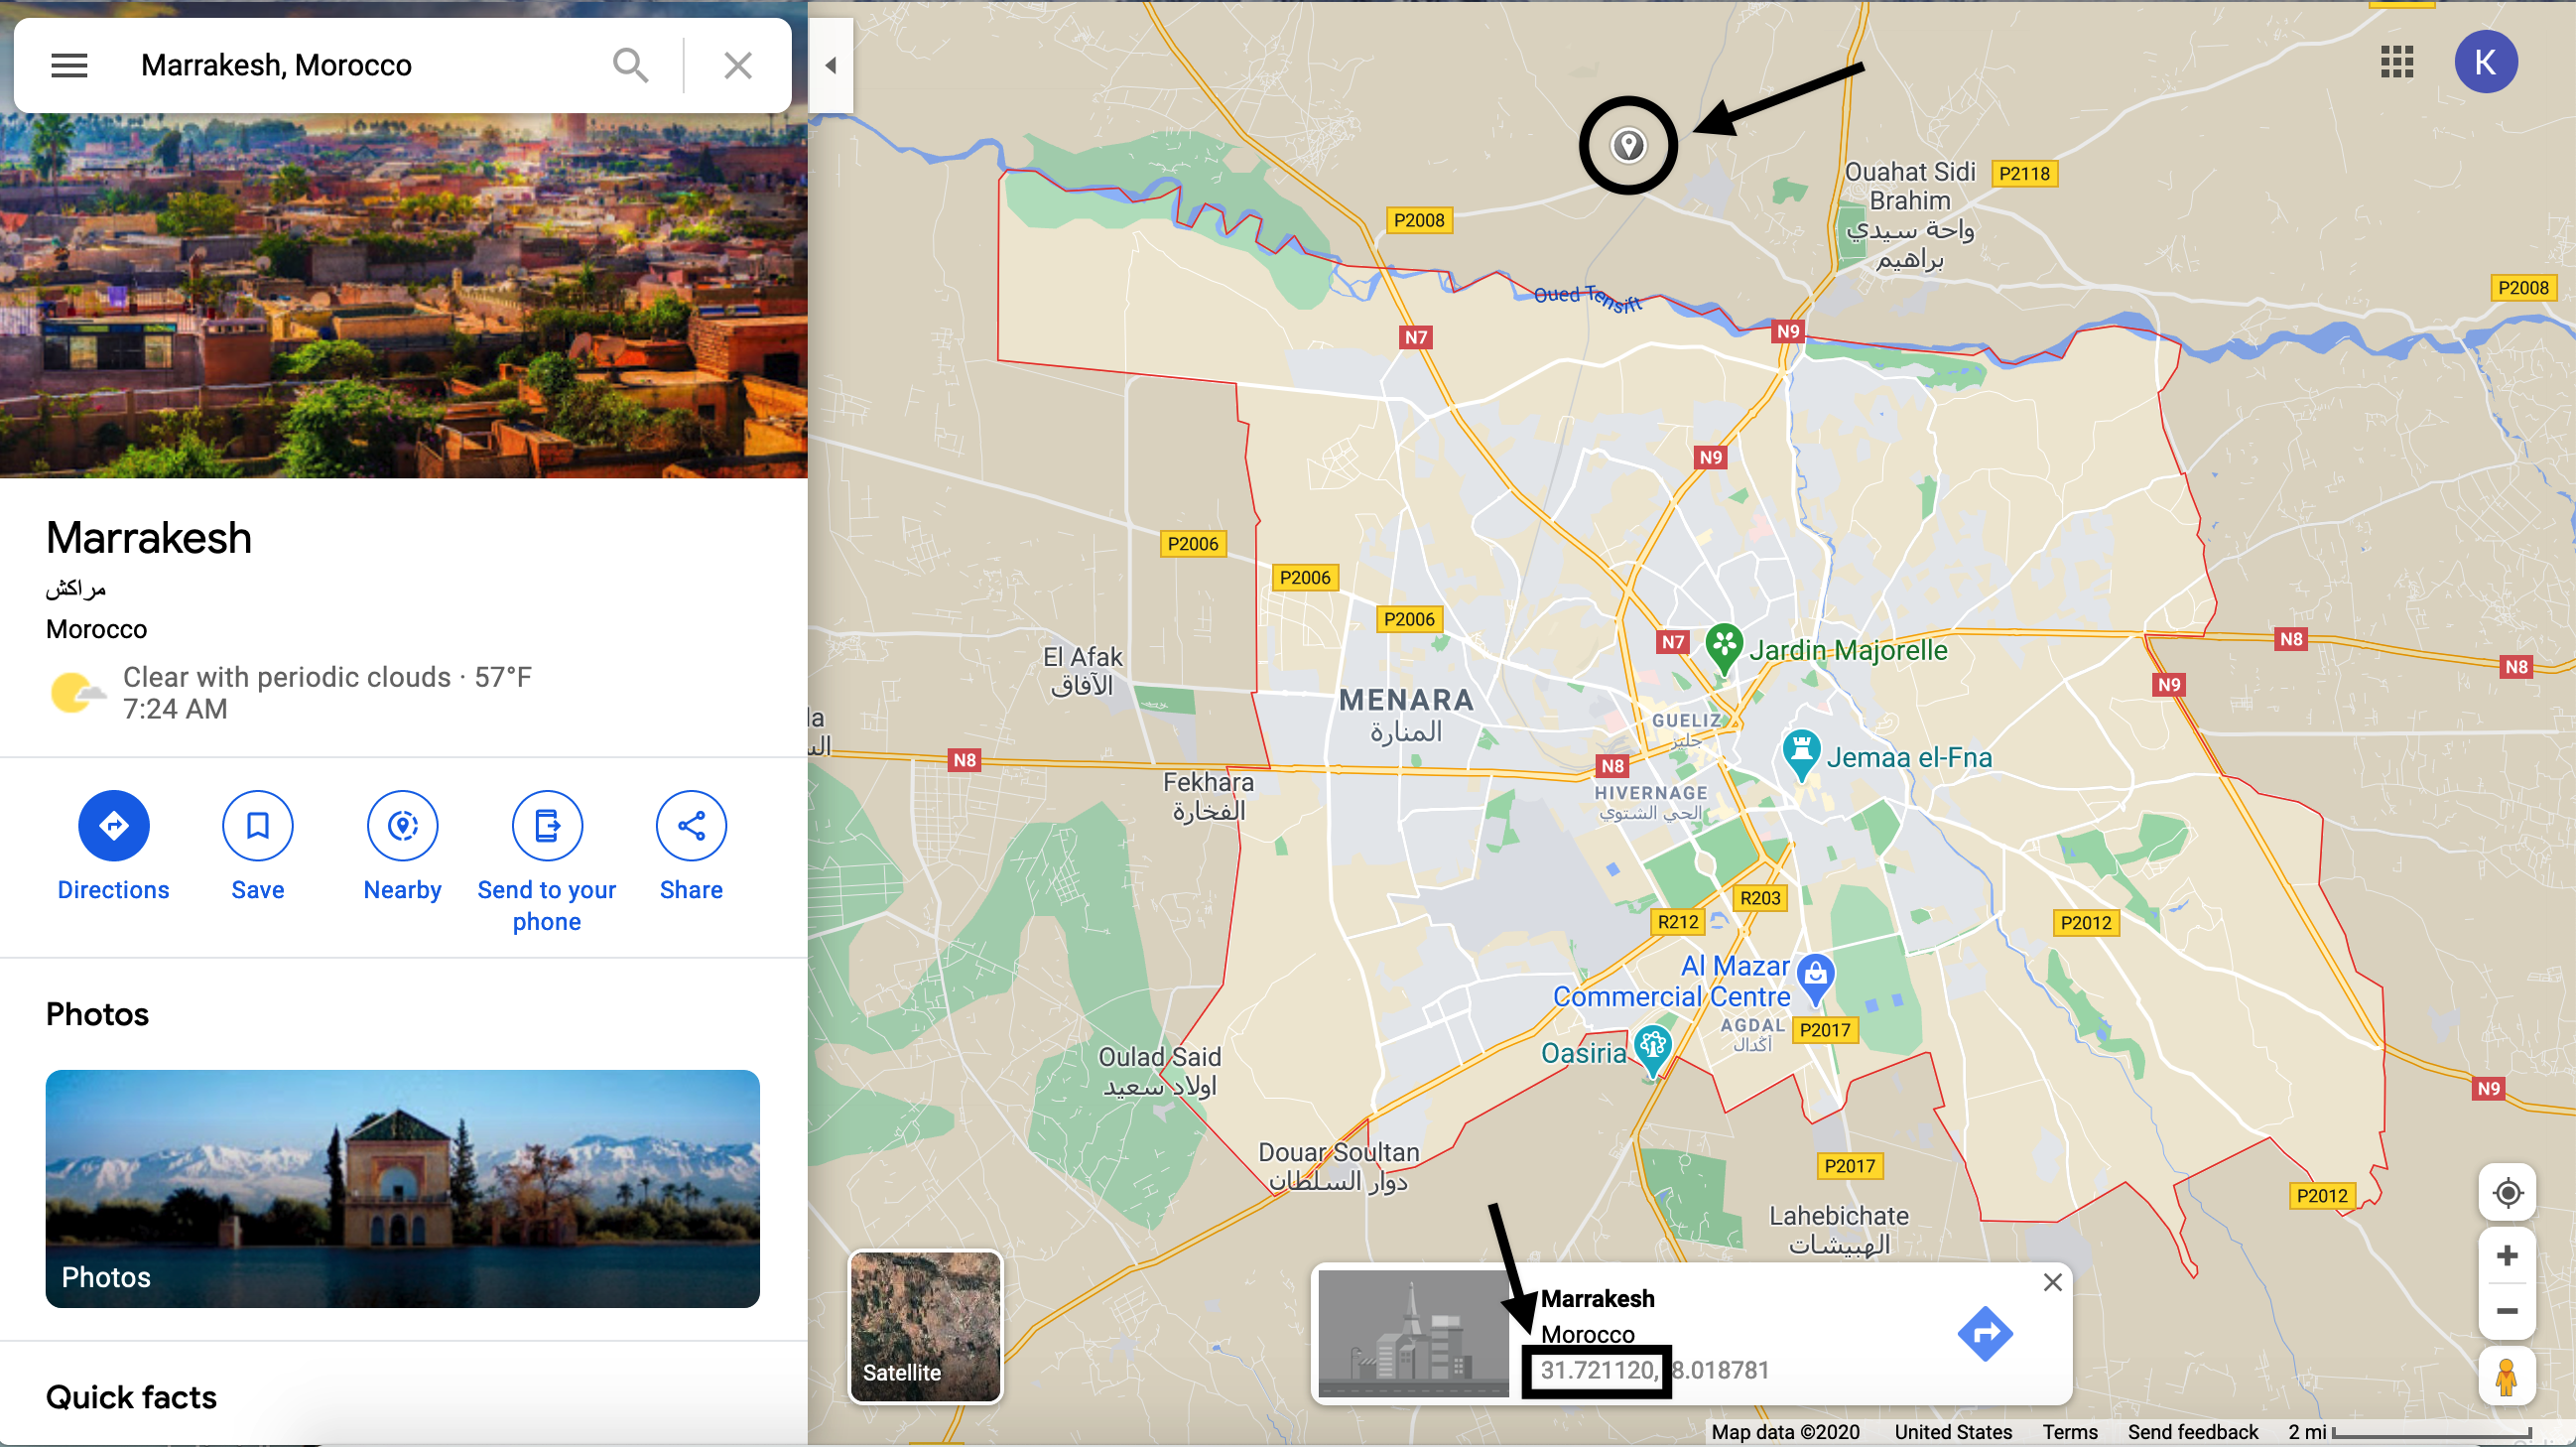 Marrakesh, Morocco
Marrakesh
مراكش
Morocco
Clear with periodic clouds · 57°F
7:24 AM
Directions
Save
Nearby
Send to your
phone
Share
Photos
Photos
Quick facts
K
Ouahat Sidi
Brahim
واحة سيدي
براهيم
P2118
P2008
P2008
Oued Tensift
N7
N9
N9
P2006
P2006
P2006
El Afak
الآفاق
N7
Jardin Majorelle
N8
N8
N9
MENARA
المنارة
GUELIZ
جليز
la
N8
N8
Jemaa el-Fna
Fekhara
الفخارة
HIVERNAGE
الحي الشتوي
R203
R212
P2012
Al Mazar
Commercial Centre
AGDAL
أكدال
P2017
Oasiria
Oulad Said
اولاد سعيد
N9
Douar Soultan
دوار السلطان
P2017
P2012
Lahebichate
الهبيشات
Satellite
Marrakesh
Morocco
31.721120, 8.018781
Map data ©2020 United States Terms Send feedback 2 mi